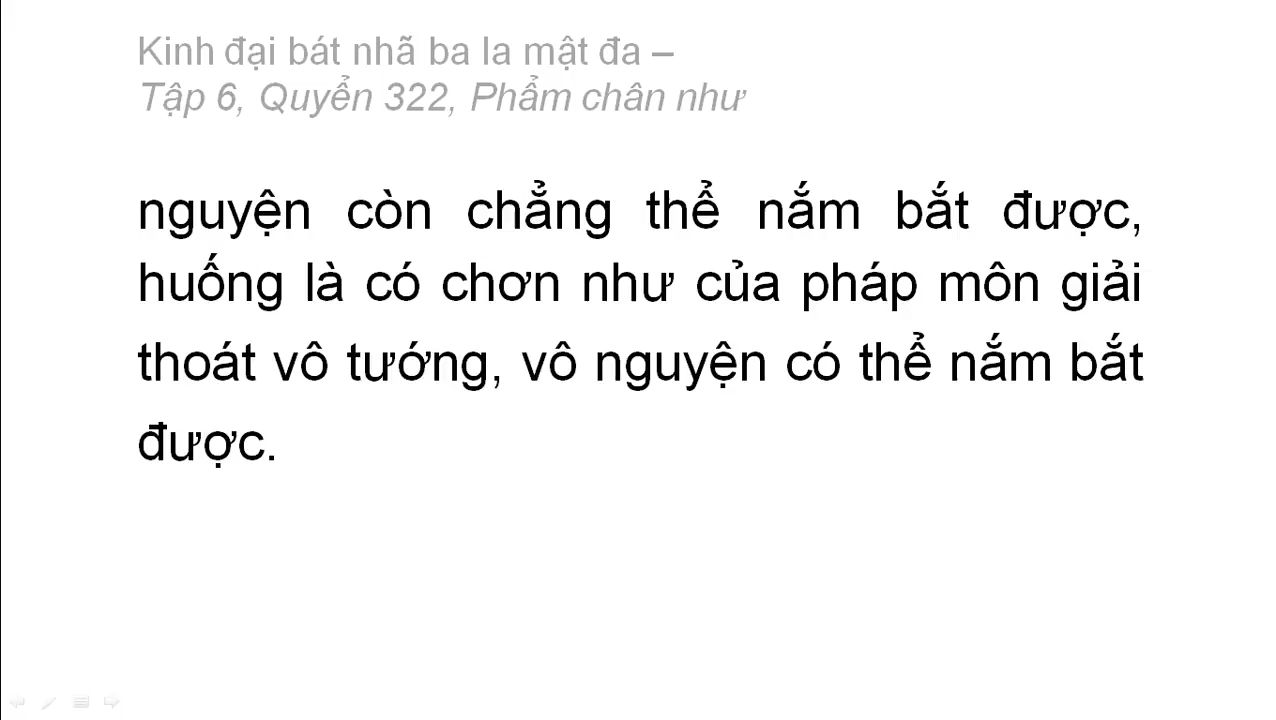 Kinh đại bát nhã ba la mật đa –
Tập 6, Quyển 322, Phẩm chân như
nguyện còn chẳng thể nắm bắt được,
huống là có chơn như của pháp môn giải
thoát vô tướng, vô nguyện có thể nắm bắt
được.